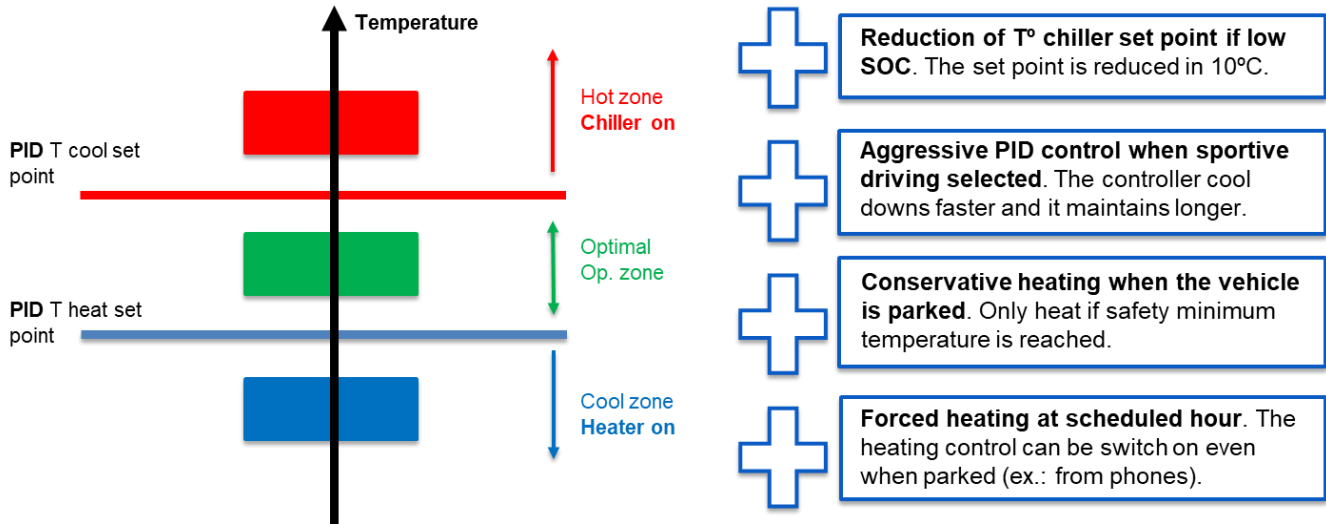 Temperature
Hot zone
Chiller on
PID T cool set
point
Optimal
Op. zone
PID T heat set
point
Cool zone
Heater on
Reduction of Tº chiller set point if low
SOC. The set point is reduced in 10ºC.
Aggressive PID control when sportive
driving selected. The controller cool
downs faster and it maintains longer.
Conservative heating when the vehicle
is parked. Only heat if safety minimum
temperature is reached.
Forced heating at scheduled hour. The
heating control can be switch on even
when parked (ex.: from phones).